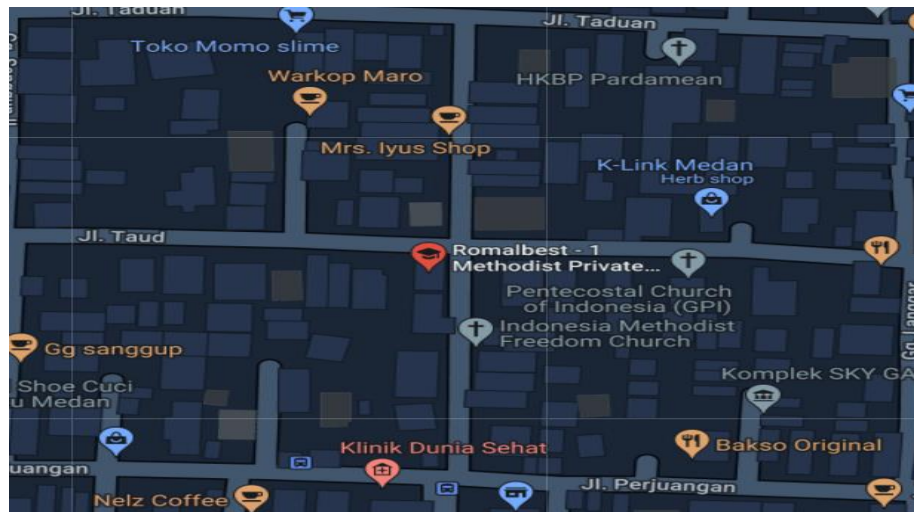 Jl. Taduan
Jl. Taduan
Toko Momo slime
HKBP Pardamean
Warkop Maro
Mrs. Iyus Shop
K-Link Medan
Herb shop
Jl. Taud
Romalbest - 1
Methodist Private...
Pentecostal Church
of Indonesia (GPI)
Indonesia Methodist
Freedom Church
Gg sanggup
Komplek SKY GA
Shoe Cuci
u Medan
Klinik Dunia Sehat
Bakso Original
uangan
Jl. Perjuangan
Nelz Coffee
Gg. Langgar